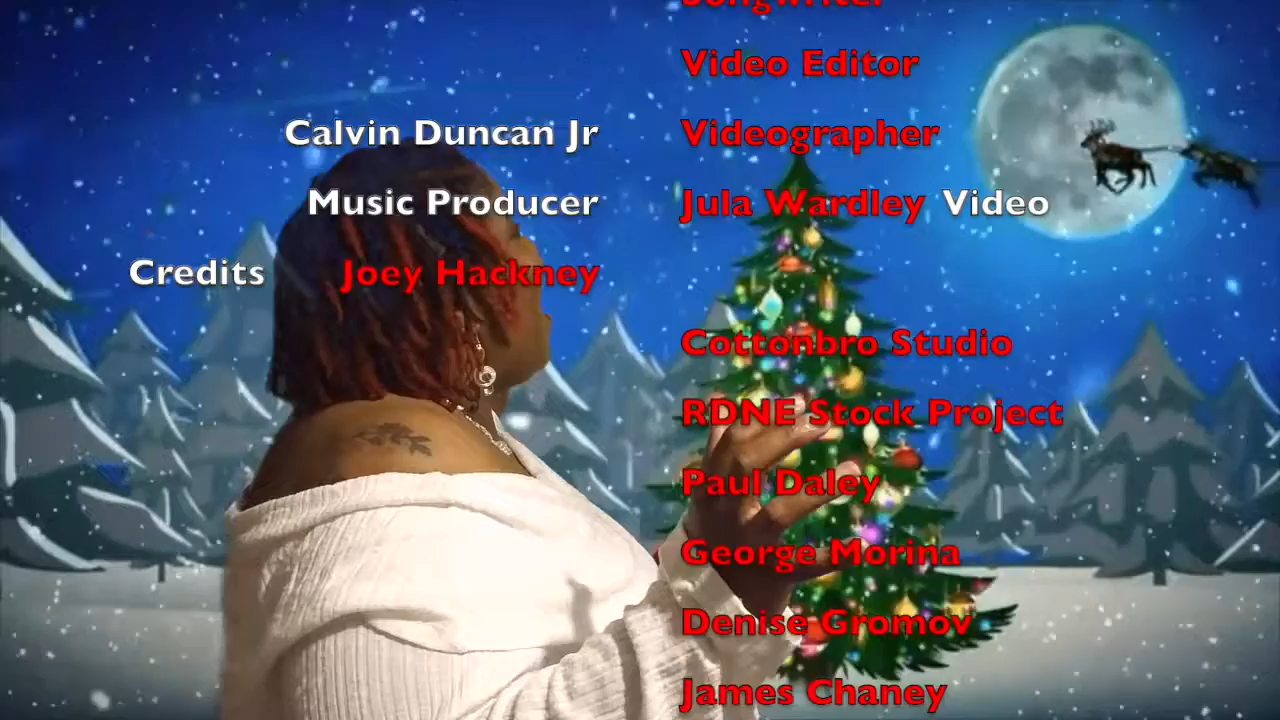 Songwriter
Video Editor
Calvin Duncan Jr Videographer
Music Producer Jula Wardley Video
Credits Joey Hackney
Cottonbro Studio
RDNE Stock Project
Paul Daley
George Morina
Denise Gromov
James Chaney